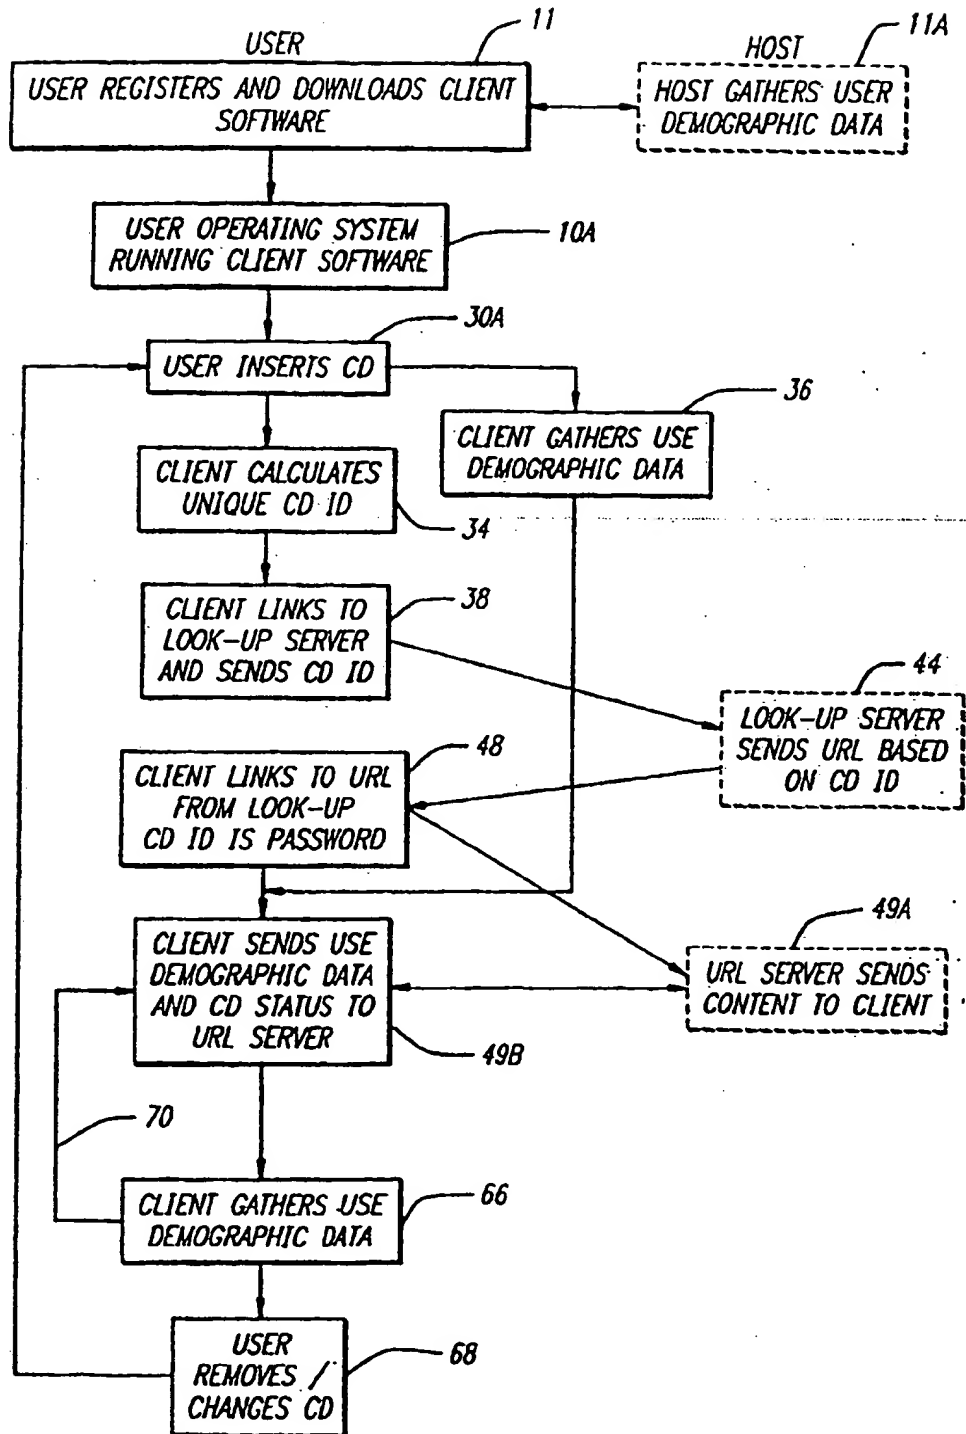 USER
11
HOST
11A
USER REGISTERS AND DOWNLOADS CLIENT
SOFTWARE
HOST GATHERS USER
DEMOGRAPHIC DATA
USER OPERATING SYSTEM
RUNNING CLIENT SOFTWARE
10A
30A
USER INSERTS CD
36
CLIENT GATHERS USE
DEMOGRAPHIC DATA
CLIENT CALCULATES
UNIQUE CD ID
34
CLIENT LINKS TO
LOOK-UP SERVER
AND SENDS CD ID
38
44
LOOK-UP SERVER
SENDS URL BASED
ON CD ID
48
CLIENT LINKS TO URL
FROM LOOK-UP
CD ID IS PASSWORD
49A
CLIENT SENDS USE
DEMOGRAPHIC DATA
AND CD STATUS TO
URL SERVER
URL SERVER SENDS
CONTENT TO CLIENT
49B
70
66
CLIENT GATHERS USE
DEMOGRAPHIC DATA
USER
REMOVES /
CHANGES CD
68